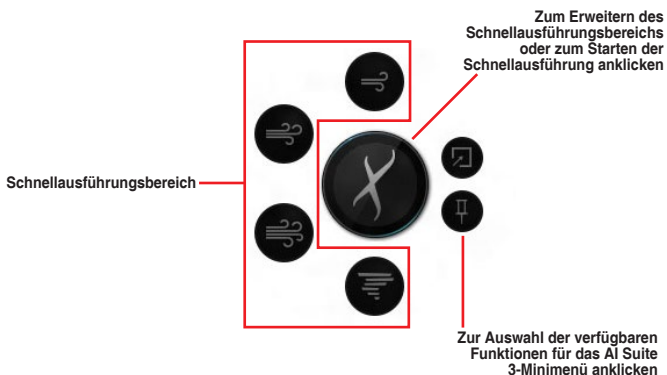 Zum Erweitern des
Schnellausführungsbereichs
oder zum Starten der
Schnellausführung anklicken
Schnellausführungsbereich
Zur Auswahl der verfügbaren
Funktionen für das AI Suite
3-Minimenü anklicken